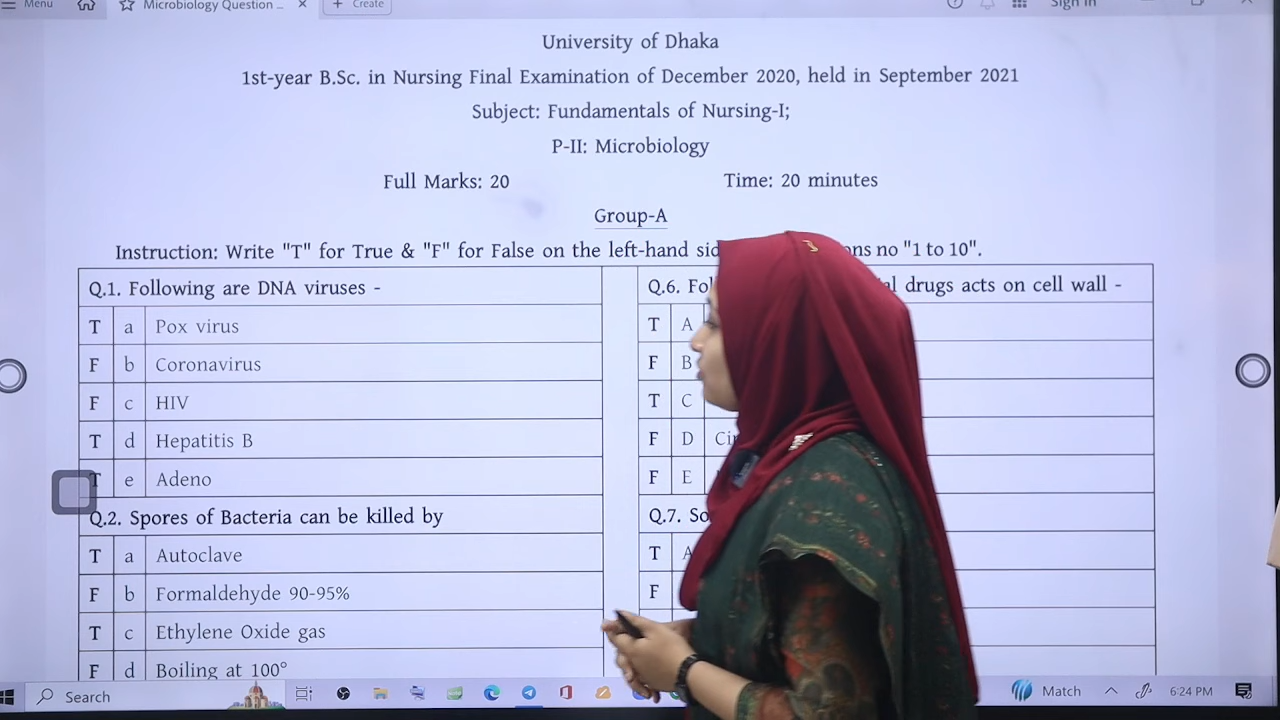 Menu
Microbiology Question ...
× + Create
Sign in
University of Dhaka
1st-year B.Sc. in Nursing Final Examination of December 2020, held in September 2021
Subject: Fundamentals of Nursing-I;
P-II: Microbiology
Full Marks: 20 Time: 20 minutes
Group-A
Instruction: Write "T" for True & "F" for False on the left-hand no "1 to 10".
Q.1. Following are DNA viruses -
T a Pox virus
F b Coronavirus
F c HIV
T d Hepatitis B
T e Adeno
Q.2. Spores of Bacteria can be killed by
T a Autoclave
F b Formaldehyde 90-95%
T c Ethylene Oxide gas
F d Boiling at 100°
Q.6. drugs acts on cell wall -
T A
F B
T C
F D
F E
Q.7.
T A
F
Search
Match
6:24 PM